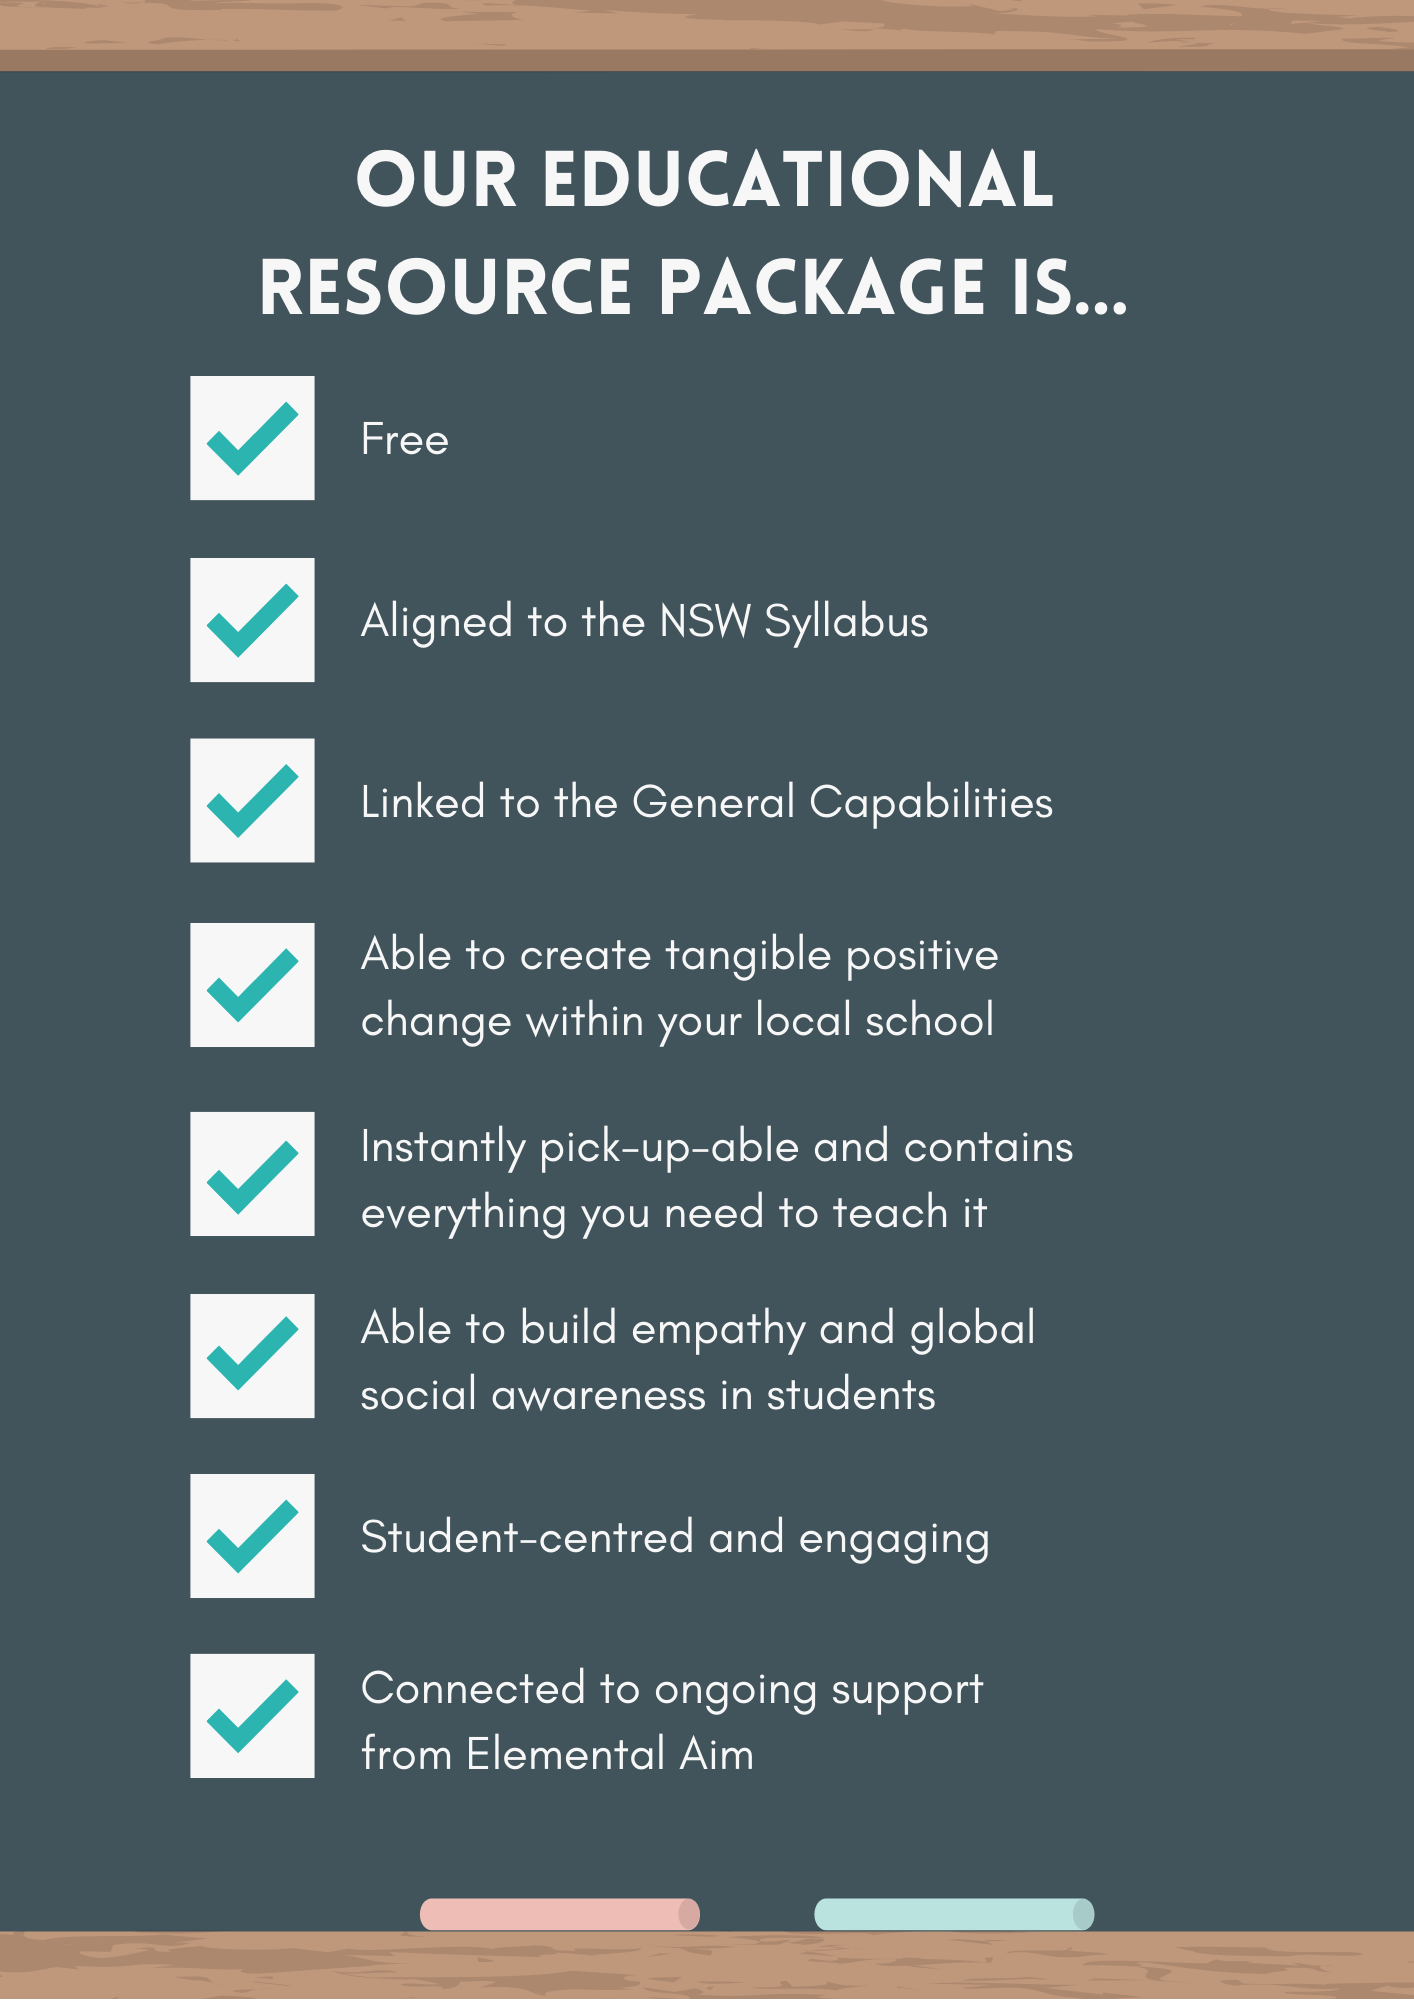 OUR EDUCATIONAL
RESOURCE PACKAGE IS...
Free
Aligned to the NSW Syllabus
Linked to the General Capabilities
Able to create tangible positive
change within your local school
Instantly pick-up-able and contains
everything you need to teach it
Able to build empathy and global
social awareness in students
Student-centred and engaging
Connected to ongoing support
from Elemental Aim